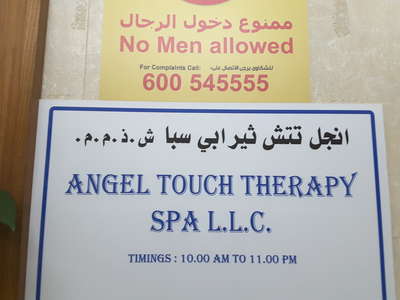 ممنوع دخول الرجال
No Men allowed
For Complaints Call: للشكاوى يرجى الاتصال على:
600 545555
انجل تتش ثيرابي سبا ش.ذ.م.م.
ANGEL TOUCH THERAPY
SPA L.L.C.
TIMINGS : 10.00 AM TO 11.00 PM